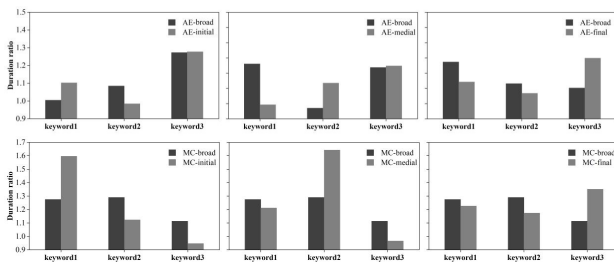 Duration ratio
1.5
1.4
1.3
1.2
1.1
1.0
0.9
AE-broad
AE-initial
keyword1 keyword2 keyword3
AE-broad
AE-medial
keyword1 keyword2 keyword3
AE-broad
AE-final
keyword1 keyword2 keyword3
Duration ratio
1.7
1.6
1.5
1.4
1.3
1.2
1.1
1.0
0.9
MC-broad
MC-initial
keyword1 keyword2 keyword3
MC-broad
MC-medial
keyword1 keyword2 keyword3
MC-broad
MC-final
keyword1 keyword2 keyword3